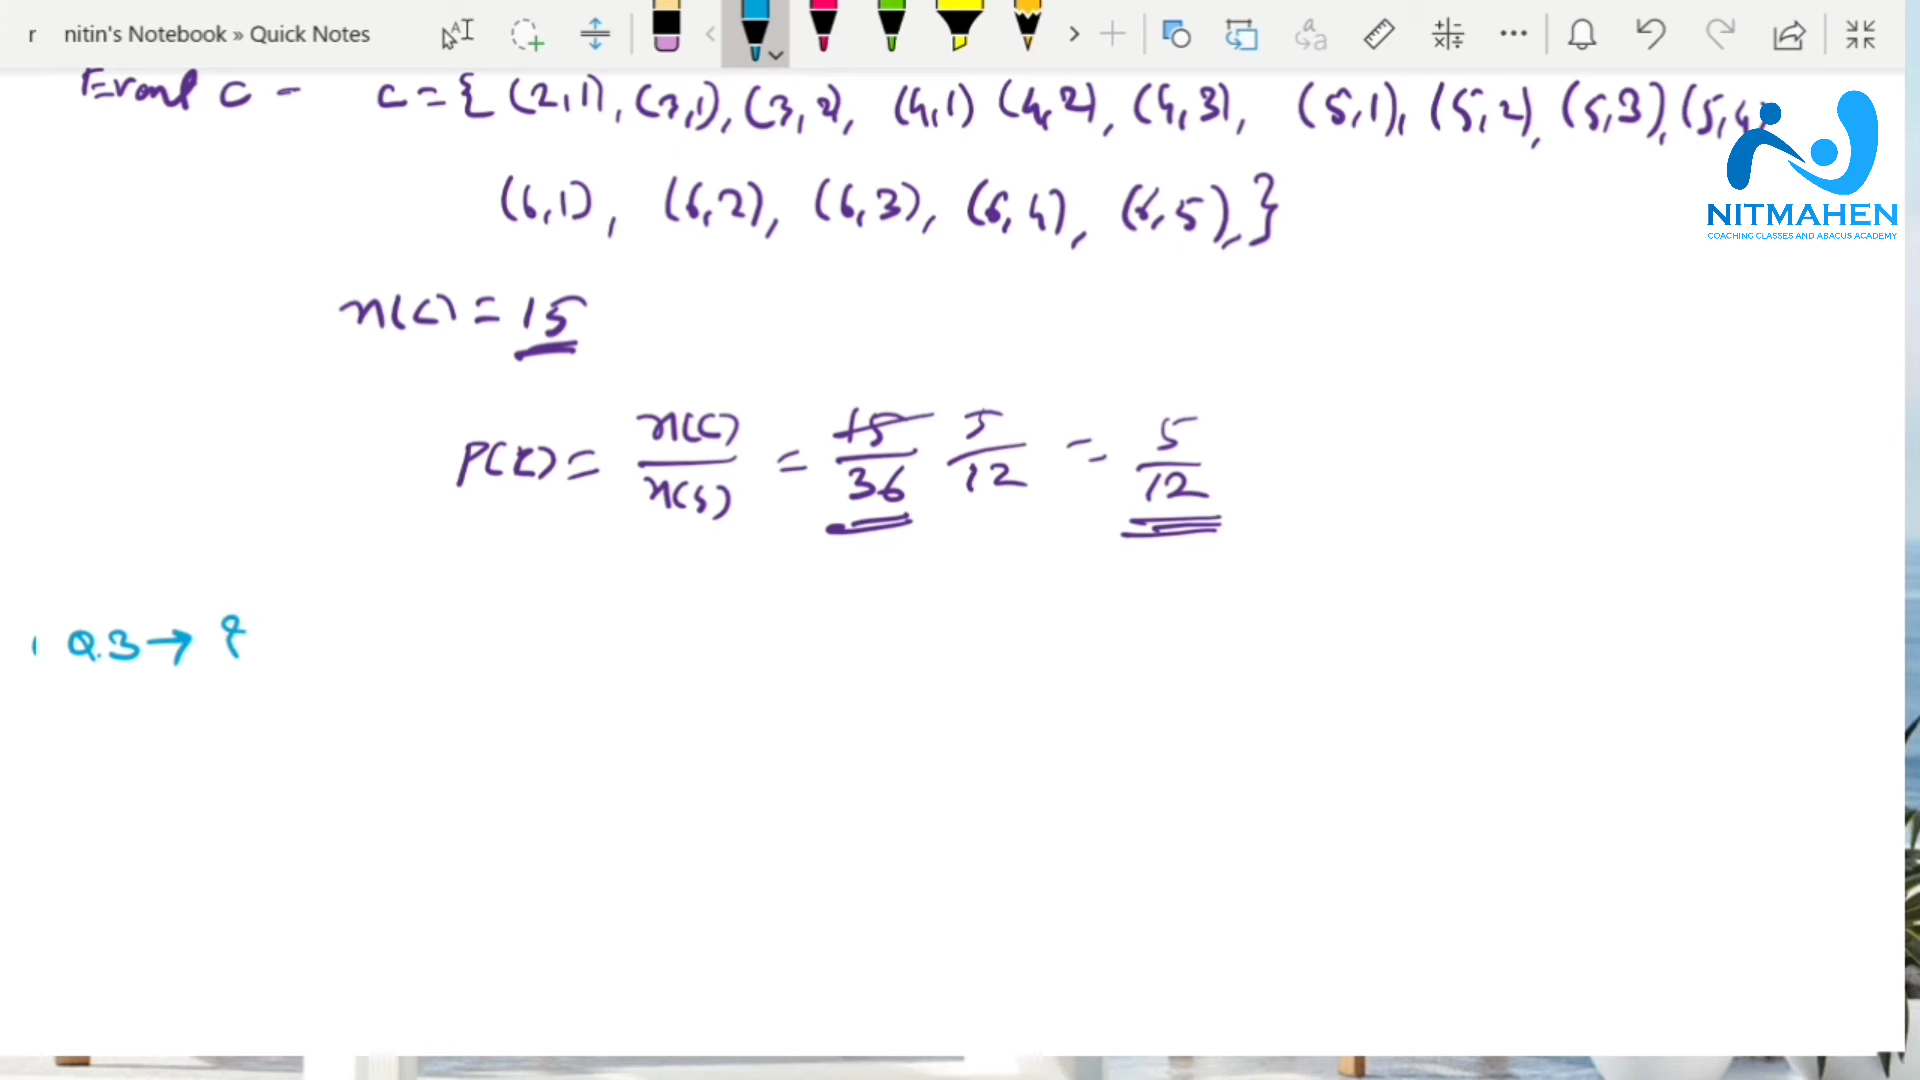 r nitin's Notebook » Quick Notes
Event C - C = { (2,1), (3,1), (3,2), (4,1) (4,2), (4,3), (5,1), (5,2), (5,3), (5,4)
(6,1), (6,2), (6,3), (6,4), (6,5), }
NITMAHEN
COACHING CLASSES AND ABACUS ACADEMY
n(C) = 15
P(C) = n(C)/n(S) = 15/36 5/12 = 5/12
Q.3 →